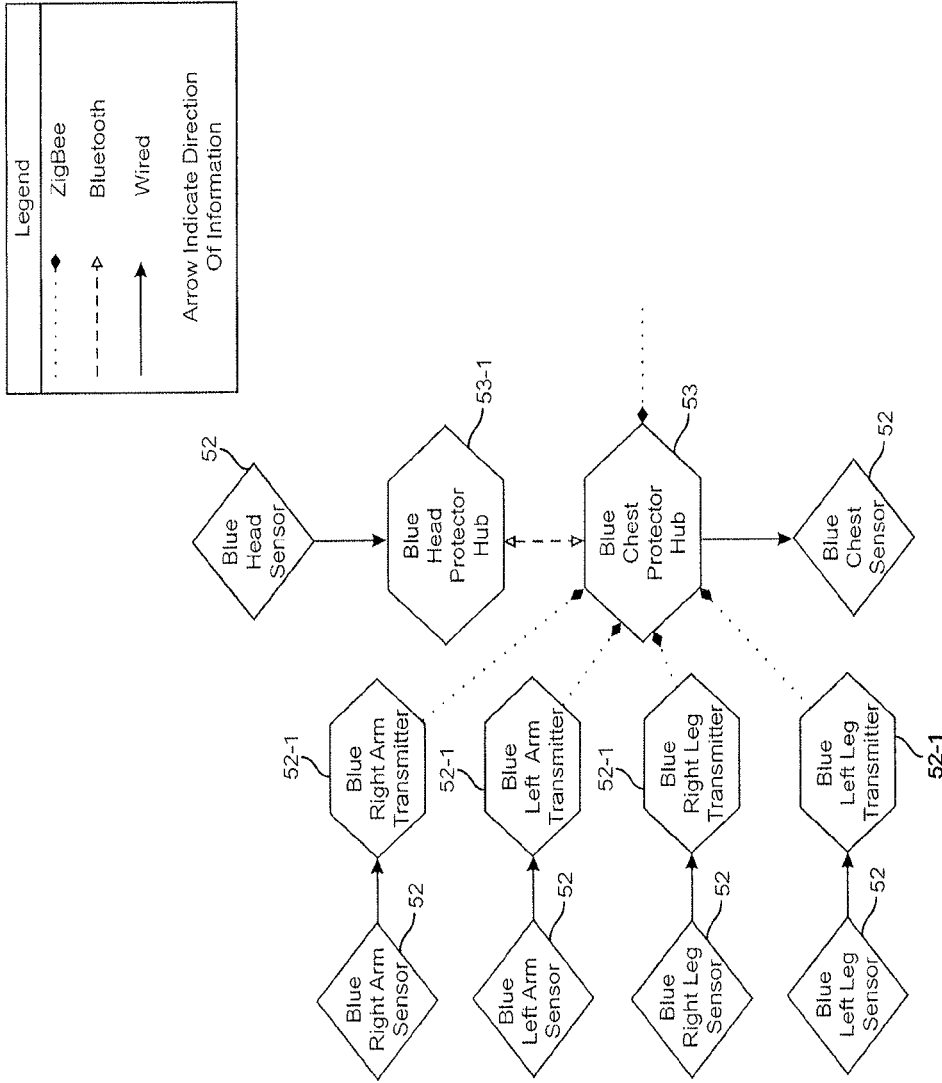 Legend
ZigBee
Bluetooth
Wired
Arrow Indicate Direction
Of Information
52
Blue
Head
Sensor
53-1
Blue
Head
Protector
Hub
53
Blue
Chest
Protector
Hub
52
Blue
Chest
Sensor
52-1
Blue
Right Arm
Transmitter
52-1
Blue
Left Arm
Transmitter
52-1
Blue
Right Leg
Transmitter
52-1
Blue
Left Leg
Transmitter
52
Blue
Right Arm
Sensor
52
Blue
Left Arm
Sensor
52
Blue
Right Leg
Sensor
52
Blue
Left Leg
Sensor